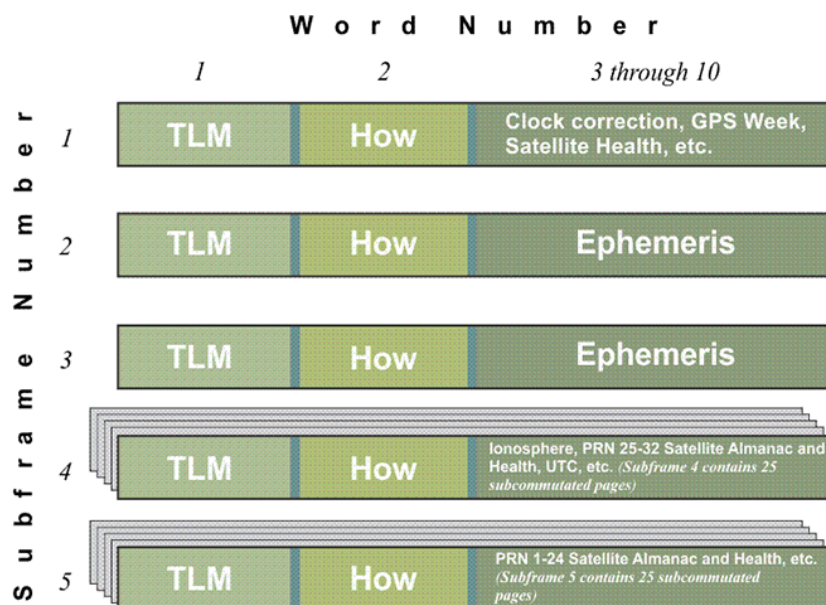 Word Number
1 2 3 through 10
Subframe Number
1
TLM
How
Clock correction, GPS Week,
Satellite Health, etc.
2
TLM
How
Ephemeris
3
TLM
How
Ephemeris
4
TLM
How
Ionosphere, PRN 25-32 Satellite Almanac and
Health, UTC, etc. (Subframe 4 contains 25
subcommutated pages)
5
TLM
How
PRN 1-24 Satellite Almanac and Health, etc.
(Subframe 5 contains 25 subcommutated
pages)